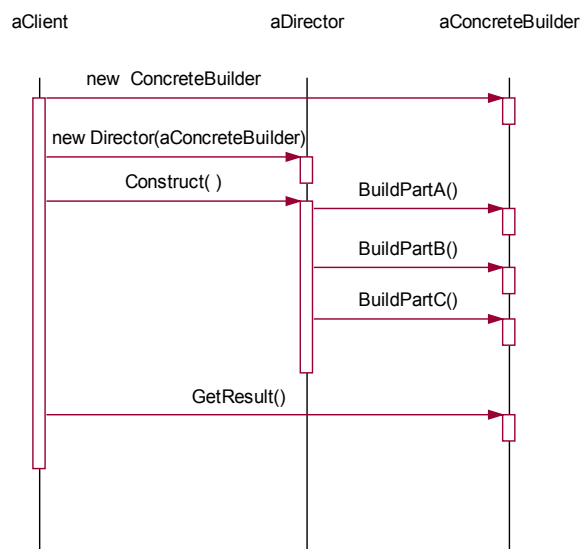 aClient aDirector aConcreteBuilder
new ConcreteBuilder
new Director(aConcreteBuilder)
Construct( )
BuildPartA()
BuildPartB()
BuildPartC()
GetResult()